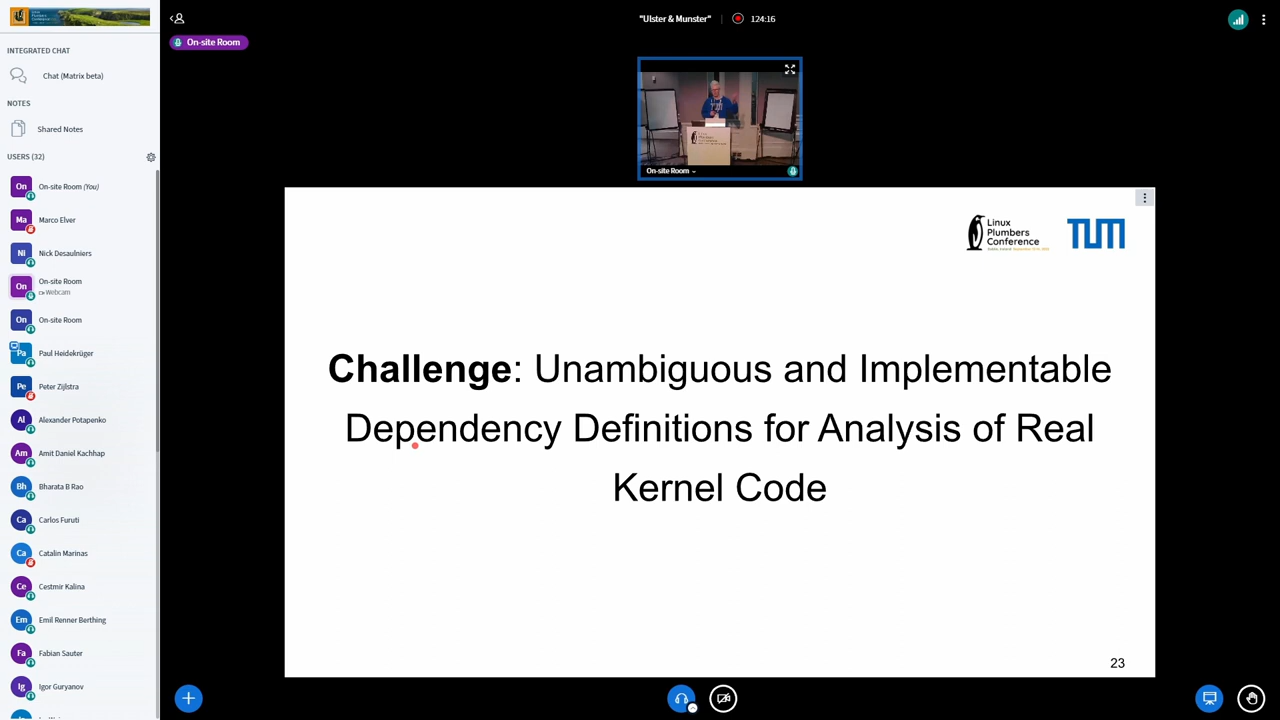 Linux
Plumbers
Conference
INTEGRATED CHAT
Chat (Matrix beta)
NOTES
Shared Notes
USERS (32)
On On-site Room (You)
Ma Marco Elver
Ni Nick Desaulniers
On On-site Room
Webcam
On On-site Room
Pa Paul Heidekrüger
Pe Peter Zijlstra
Al Alexander Potapenko
Am Amit Daniel Kachhap
Bh Bharata B Rao
Ca Carlos Furuti
Ca Catalin Marinas
Ce Cestmir Kalina
Em Emil Renner Berthing
Fa Fabian Sauter
Ig Igor Guryanov
"Ulster & Munster"
124:16
On-site Room
On-site Room
Linux
Plumbers
Conference
TUM
Challenge: Unambiguous and Implementable
Dependency Definitions for Analysis of Real
Kernel Code
23